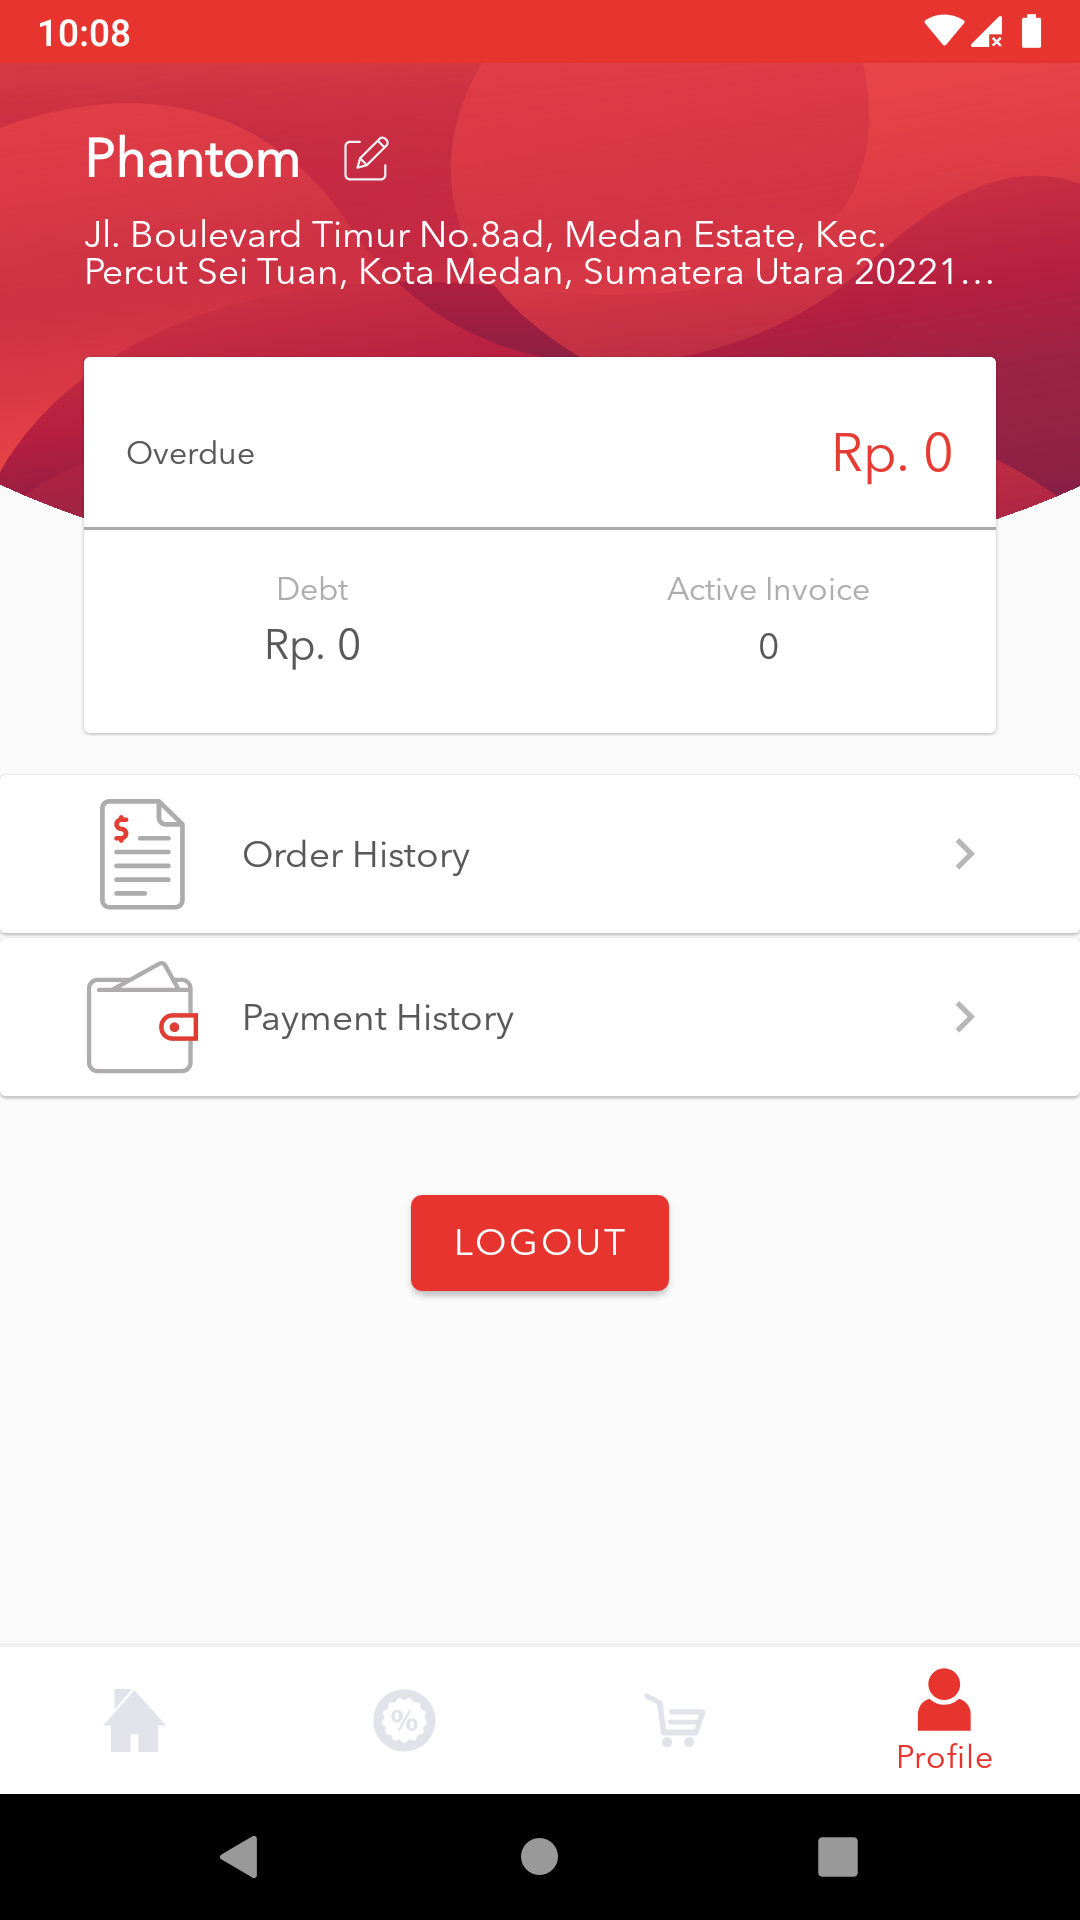 10:08
Phantom
Jl. Boulevard Timur No.8ad, Medan Estate, Kec.
Percut Sei Tuan, Kota Medan, Sumatera Utara 20221...
Overdue
Rp. 0
Debt
Active Invoice
Rp. 0
0
$
Order History
Payment History
LOGOUT
%
Profile